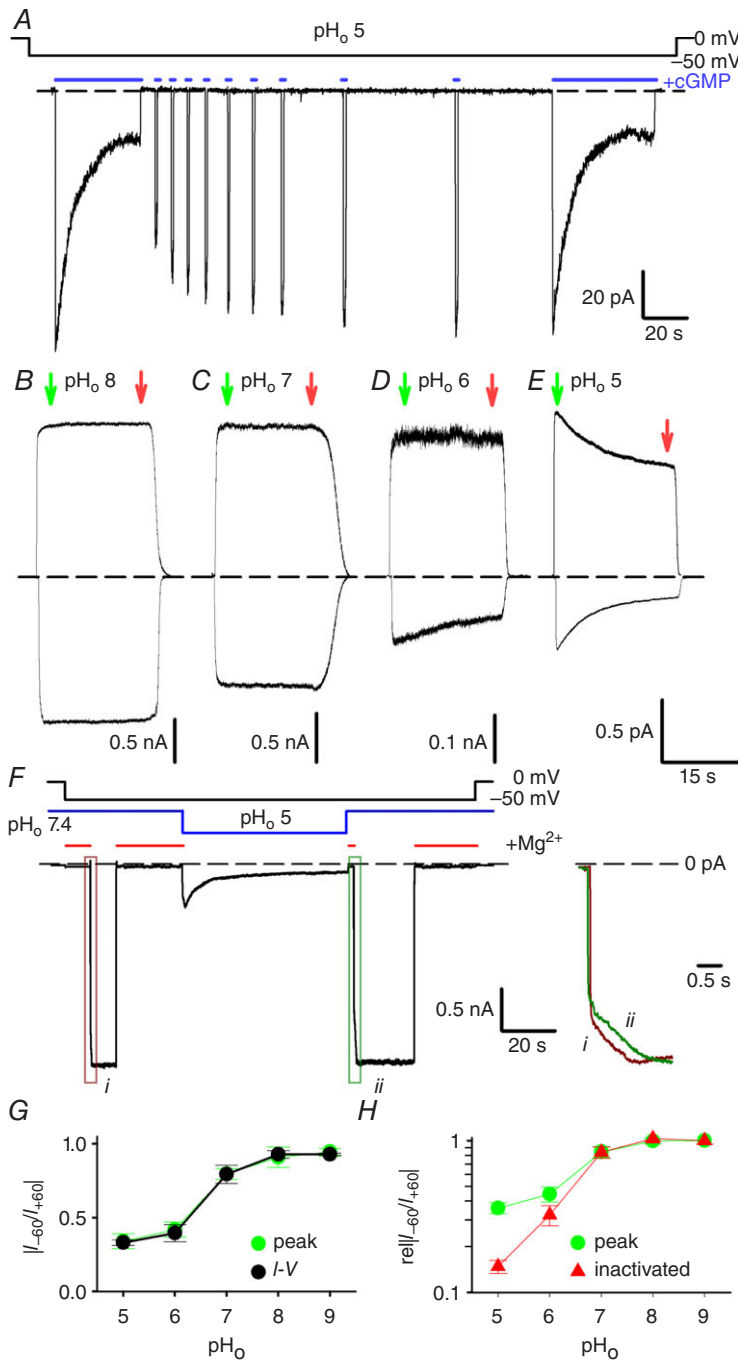 A
pHo 5
0 mV
–50 mV
+cGMP
20 pA
20 s
B pHo 8 C pHo 7 D pHo 6 E pHo 5
0.5 nA 0.5 nA 0.1 nA 0.5 pA
15 s
F
0 mV
–50 mV
pHo 7.4 pHo 5
+Mg2+
0 pA
0.5 s
0.5 nA
20 s
i ii
i ii
G H
|I–60/I+60|
1.0
0.5
0.0
peak
I-V
5 6 7 8 9
pHo
rel|I–60/I+60|
1
0.1
peak
inactivated
5 6 7 8 9
pHo